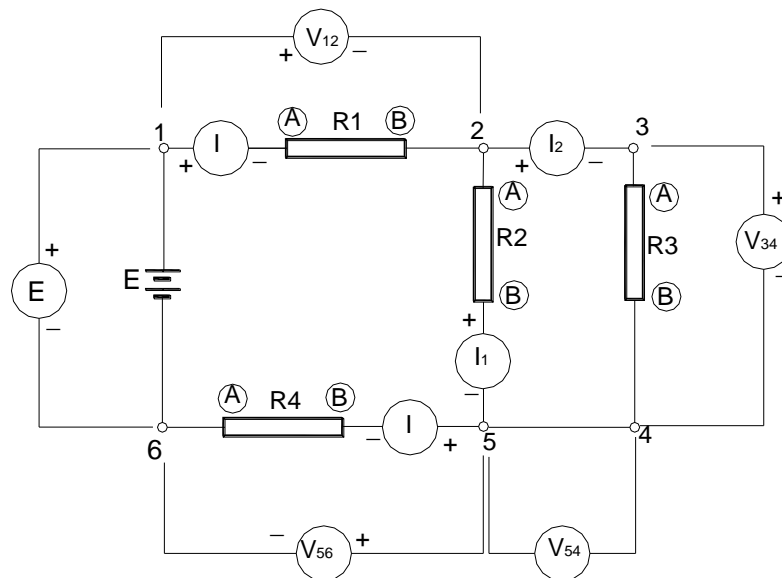 V12
+ −
A R1 B
1 I 2 I2 3
+ − + −
+ A A +
R2 R3 V34
E E B B −
− + I1
A R4 B −
6 − I + 5 4
− V56 + V54